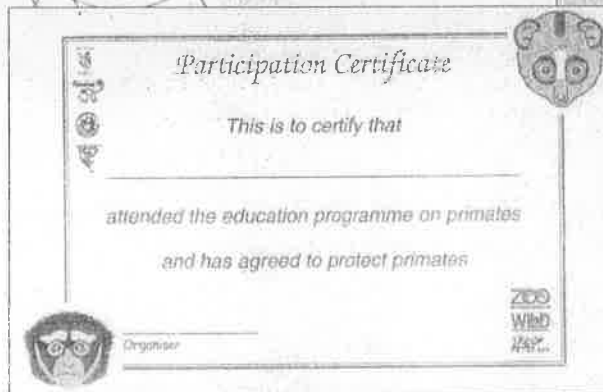 Participation Certificate
This is to certify that
attended the education programme on primates
and has agreed to protect primates
ZOO
WILD
Organiser